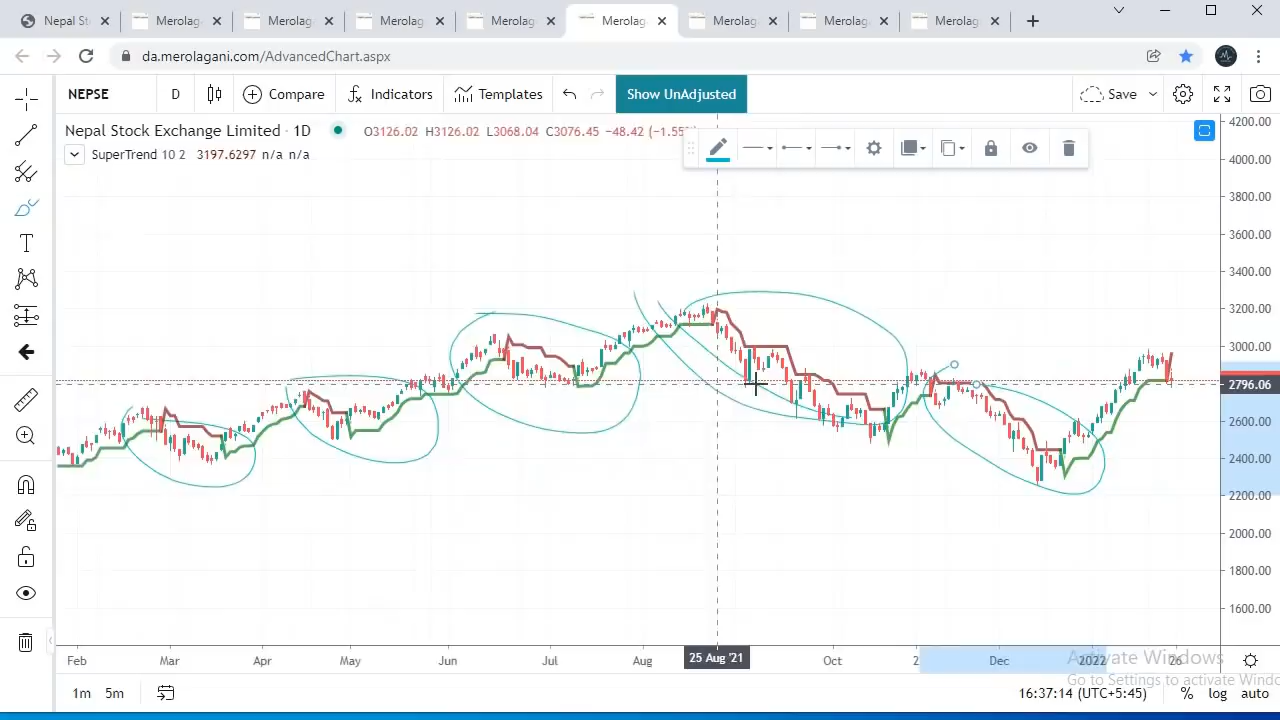 Nepal St
Merolag
Merolag
Merolag
Merolag
Merolag
Merolag
Merolag
Merolag
da.merolagani.com/AdvancedChart.aspx
NEPSE D Compare Indicators Templates Show UnAdjusted Save
Nepal Stock Exchange Limited · 1D O3126.02 H3126.02 L3068.04 C3076.45 −48.42 (−1.55%)
SuperTrend 10 2 3197.6297 n/a n/a
4200.00
4000.00
3800.00
3600.00
3400.00
3200.00
3000.00
2796.06
2600.00
2400.00
2200.00
2000.00
1800.00
1600.00
Feb Mar Apr May Jun Jul Aug 25 Aug '21 Oct 2 Dec 2022 26
Activate Windows
Go to Settings to activate Windo
1m 5m 16:37:14 (UTC+5:45) % log auto